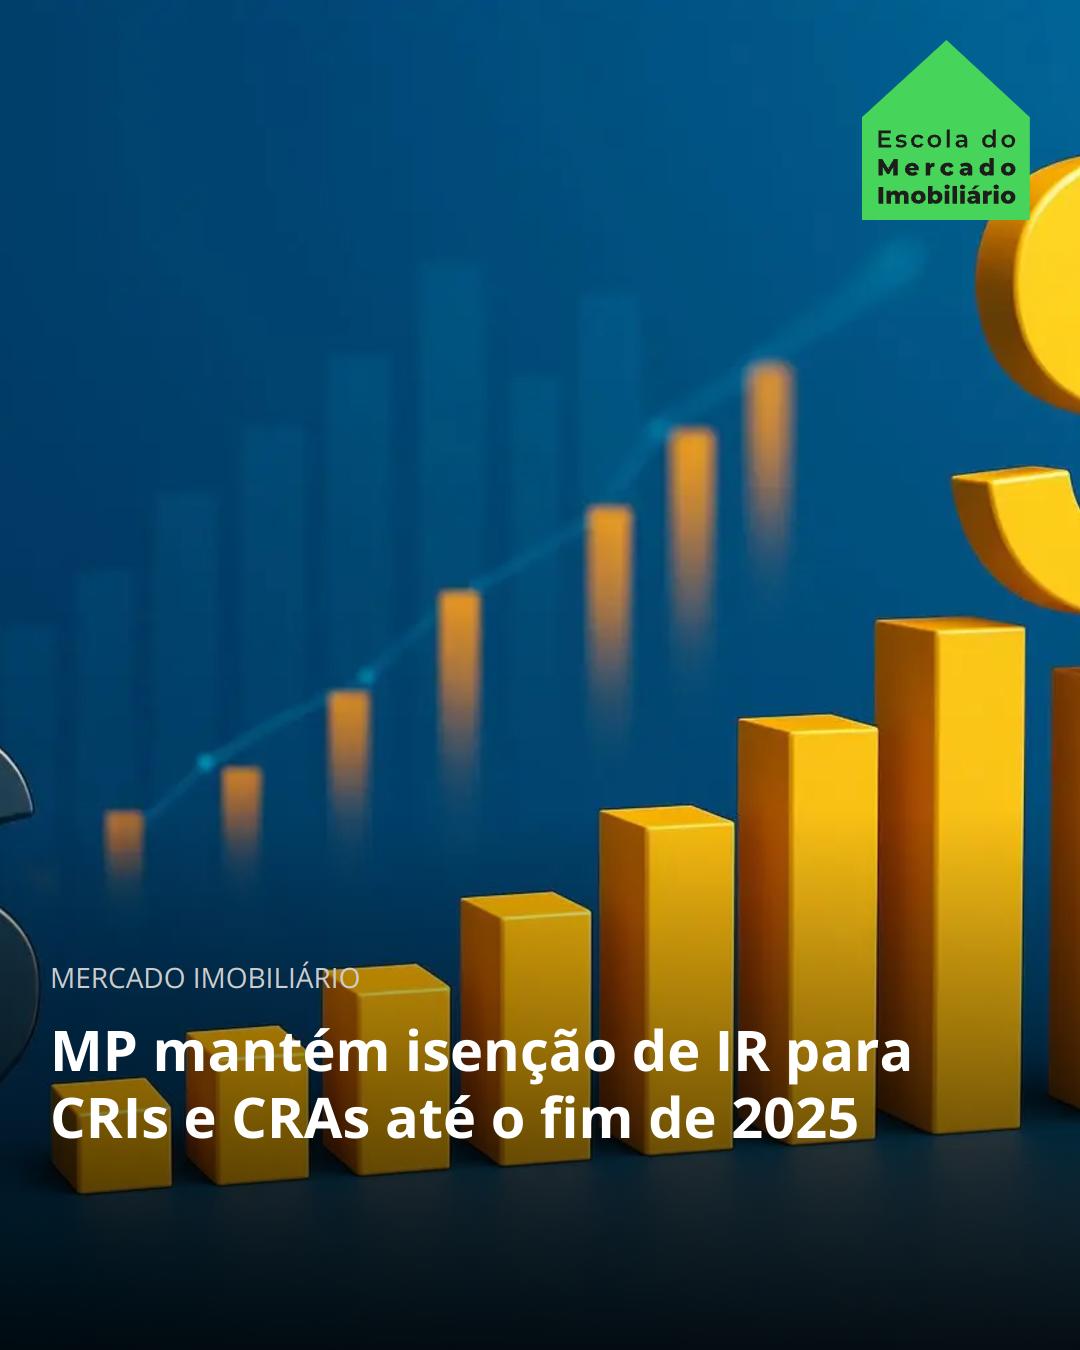 Escola do
Mercado
Imobiliário
MERCADO IMOBILIÁRIO
MP mantém isenção de IR para
CRIs e CRAs até o fim de 2025